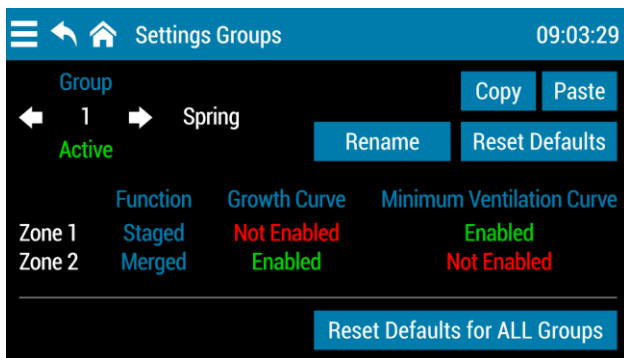 Settings Groups 09:03:29
Group
1 Spring
Active
Copy Paste
Rename Reset Defaults
Function Growth Curve Minimum Ventilation Curve
Zone 1 Staged Not Enabled Enabled
Zone 2 Merged Enabled Not Enabled
Reset Defaults for ALL Groups